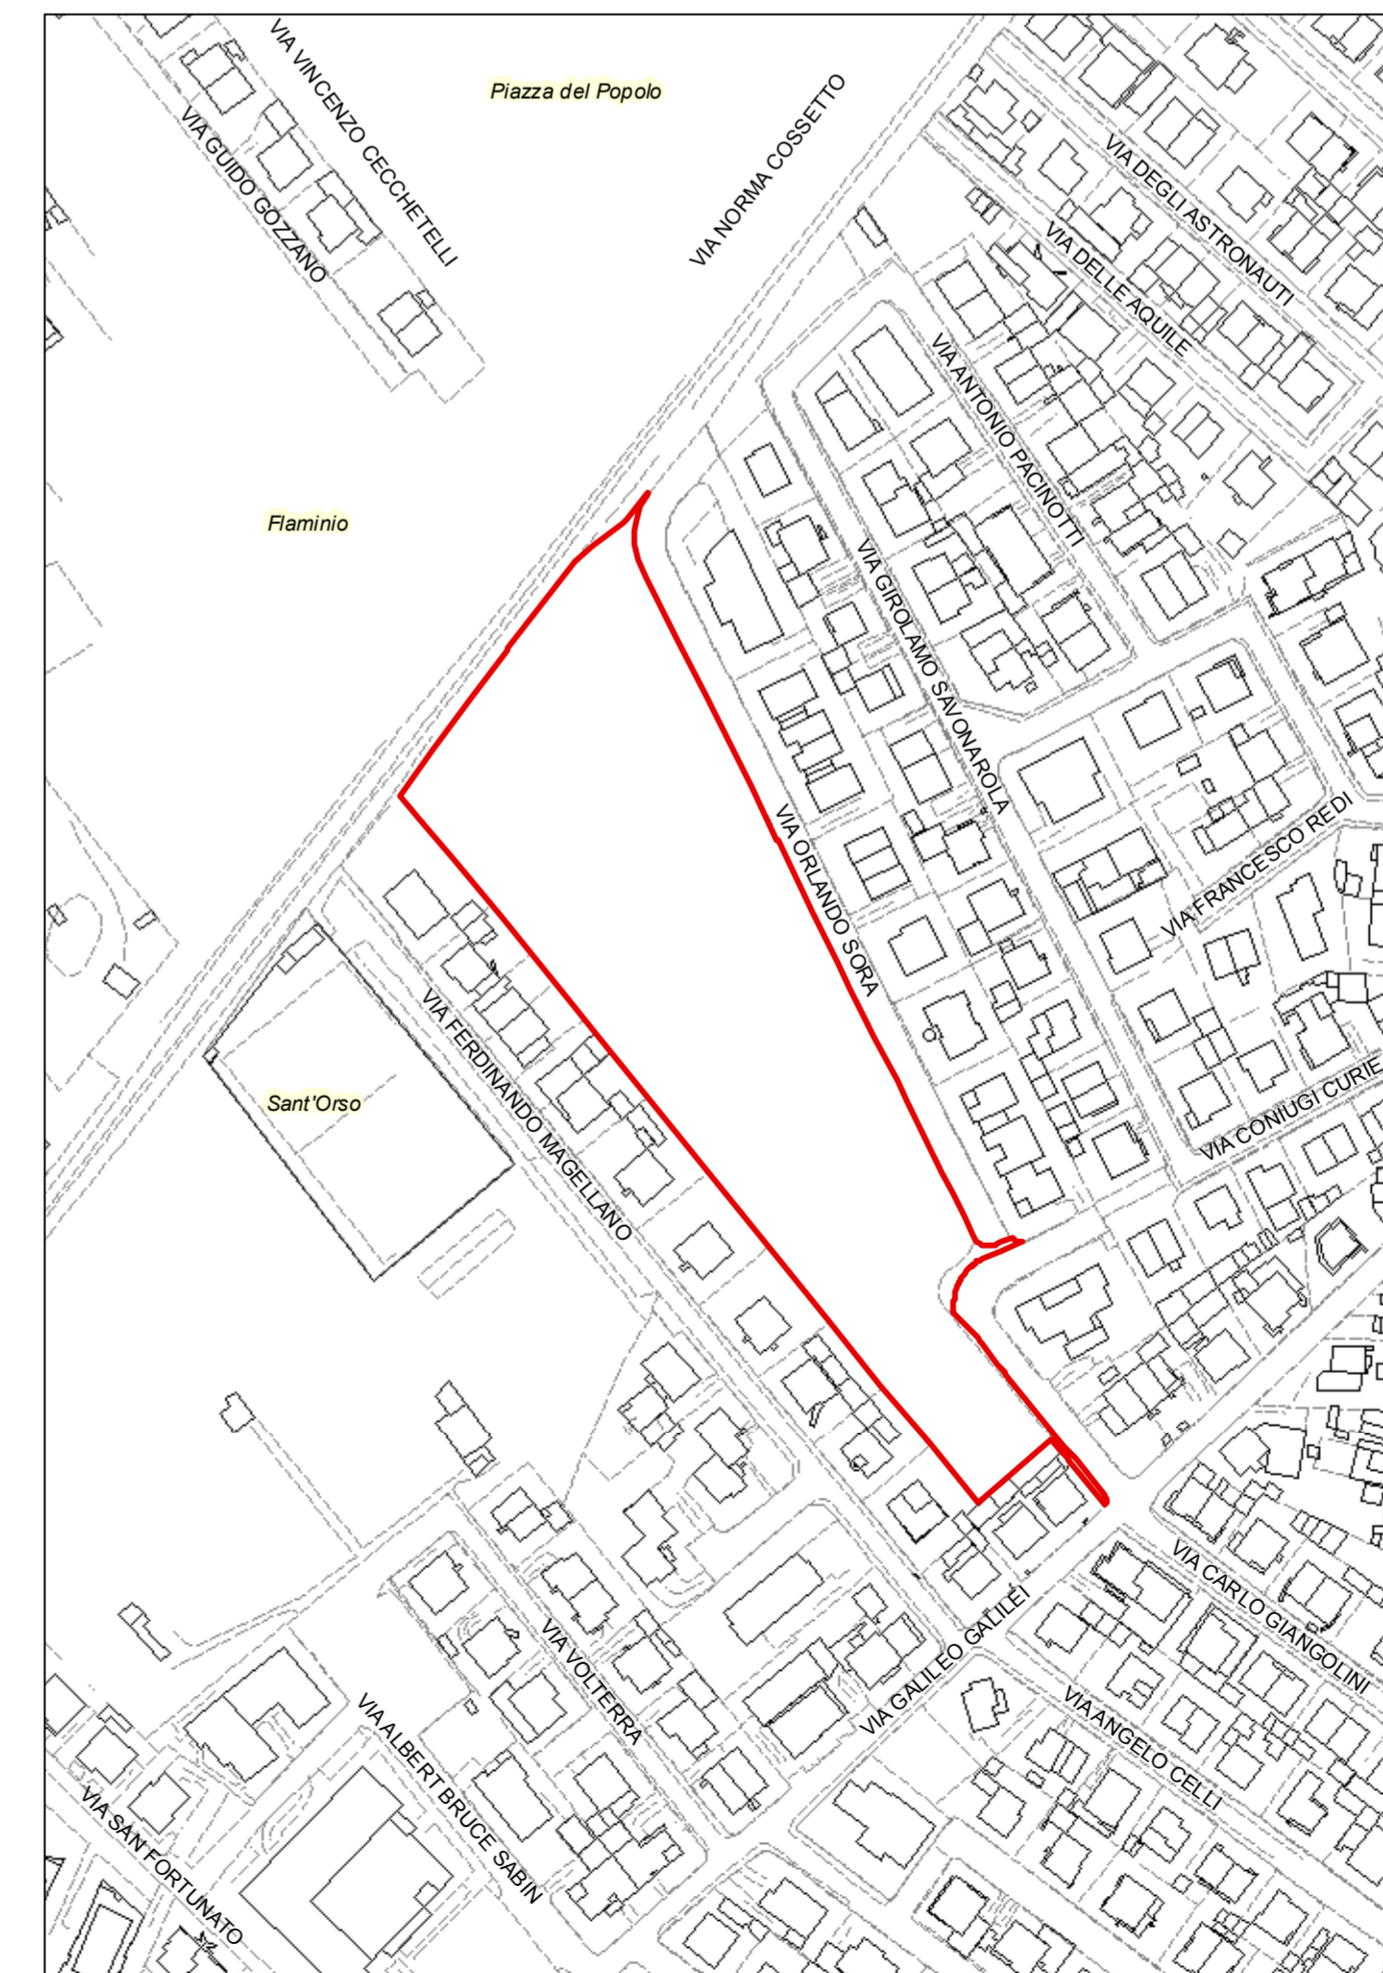 VIA VINCENZO CECCHETELLI
Piazza del Popolo
VIA NORMA COSSETTO
VIA GUIDO GOZZANO
VIA DEGLI ASTRONAUTI
VIA DELLE AQUILE
VIA ANTONIO PACINOTTI
Flaminio
VIA GIROLAMO SAVONAROLA
VIA FRANCESCO REDI
VIA ORLANDO SORA
VIA FERDINANDO MAGELLANO
Sant'Orso
VIA CONIUGI CURIE
VIA CARLO GIANGOLINI
VIA GALILEO GALILEI
VIA VOLTERRA
VIA ANGELO CELLI
VIA ALBERT BRUCE SABIN
VIA SAN FORTUNATO